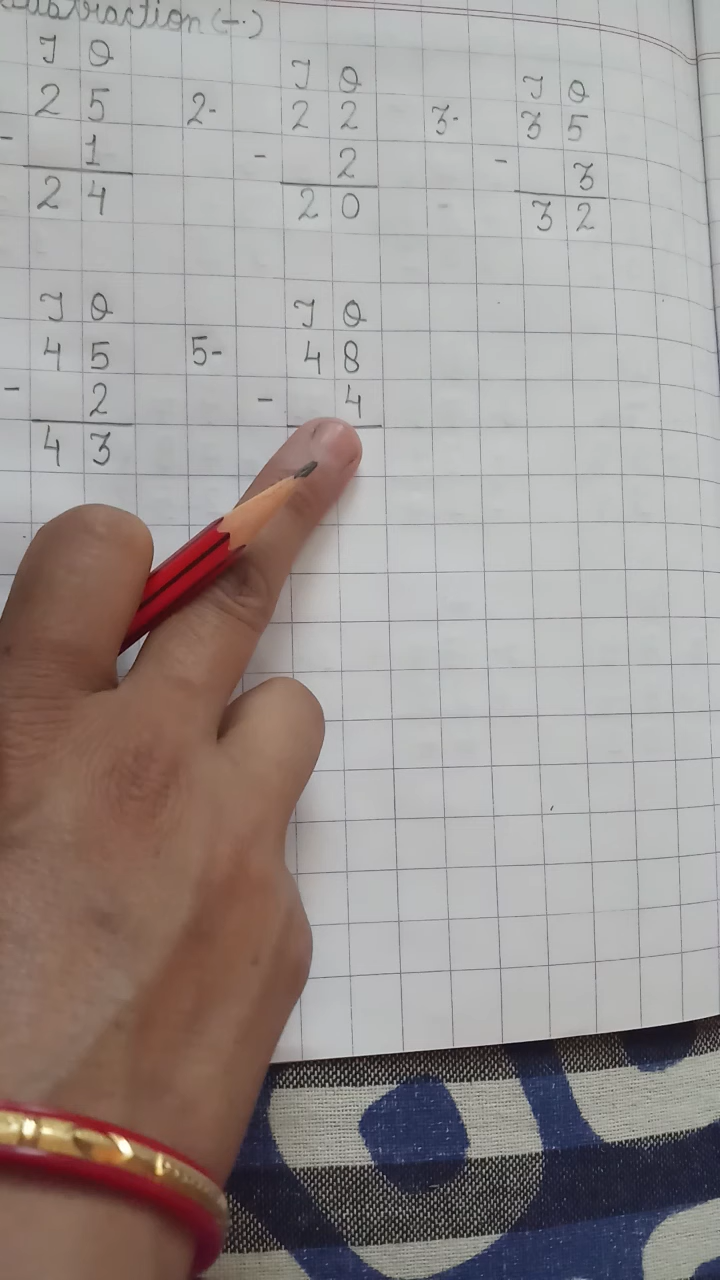 Subtraction (-)
T O T O T O
2 5 2- 2 2 3- 3 5
- 1 - 2 - 3
2 4 2 0 3 2
T O T O
4 5 5- 4 8
- 2 - 4
4 3